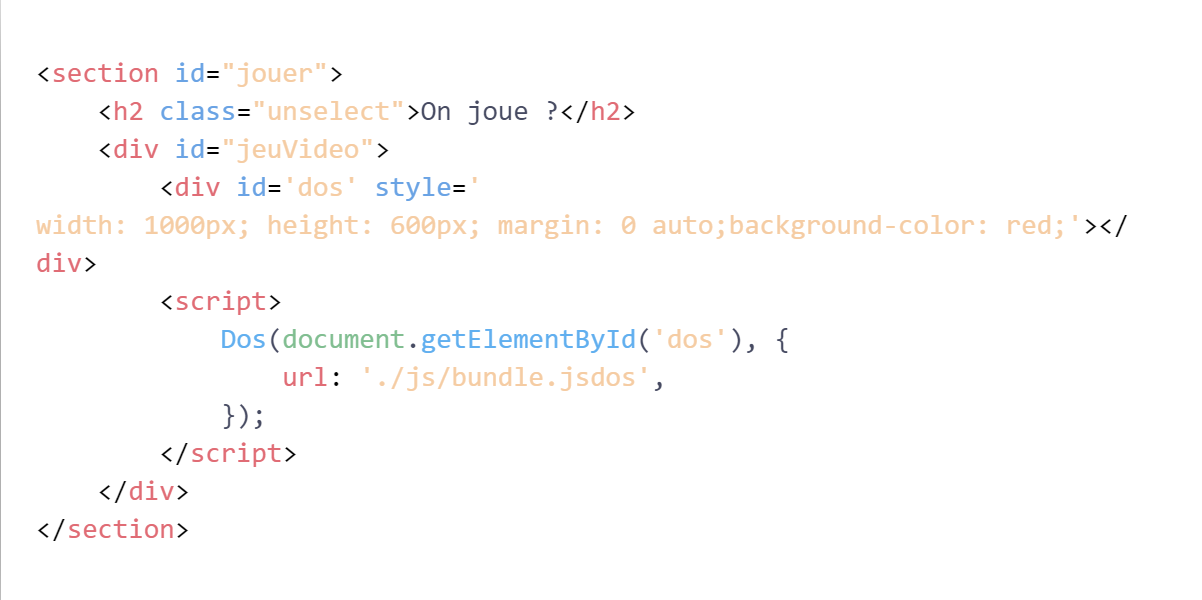 <section id="jouer">
    <h2 class="unselect">On joue ?</h2>
    <div id="jeuVideo">
        <div id='dos' style='
width: 1000px; height: 600px; margin: 0 auto;background-color: red;'></
div>
        <script>
            Dos(document.getElementById('dos'), {
                url: './js/bundle.jsdos',
            });
        </script>
    </div>
</section>